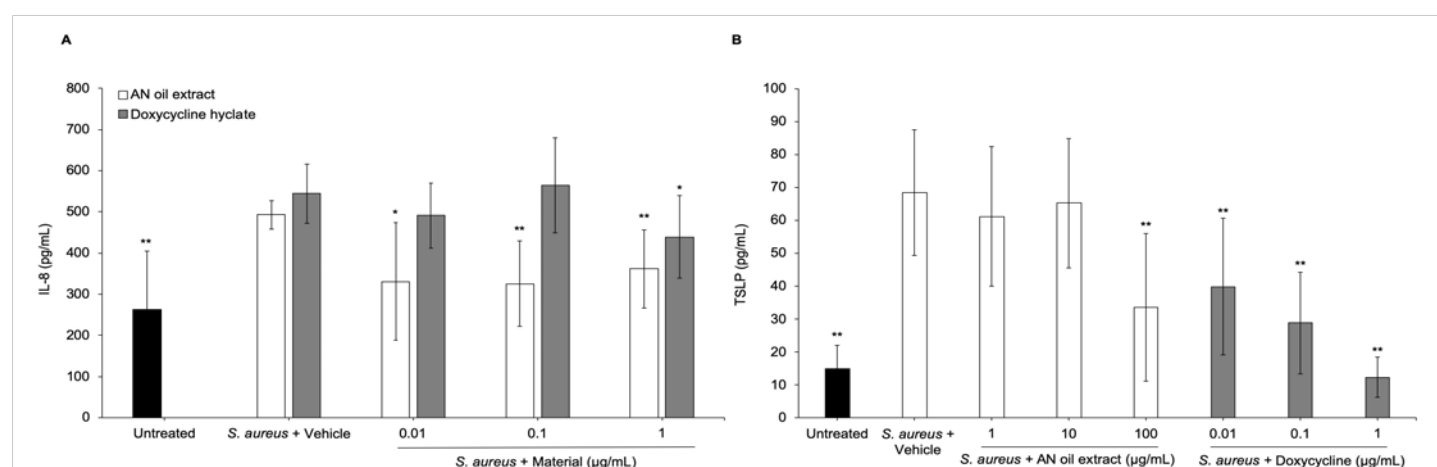 A
IL-8 (pg/mL)
800
700
600
500
400
300
200
100
0
AN oil extract
Doxycycline hyclate
**
*
**
**
*
Untreated
S. aureus + Vehicle
0.01
0.1
1
S. aureus + Material (µg/mL)
B
TSLP (pg/mL)
100
90
80
70
60
50
40
30
20
10
0
**
**
**
**
**
Untreated
S. aureus +
Vehicle
1
10
100
0.01
0.1
1
S. aureus + AN oil extract (µg/mL)
S. aureus + Doxycycline (µg/mL)